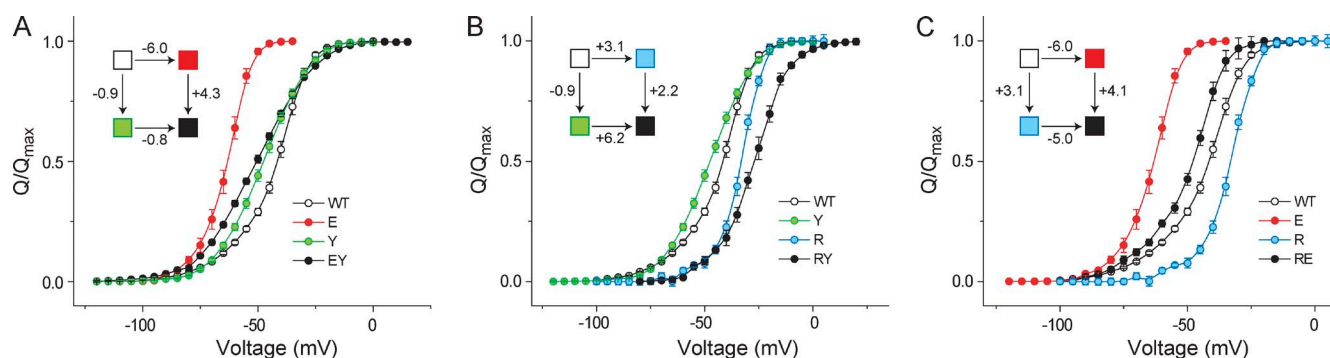 A
-6.0
-0.9
+4.3
-0.8
Q/Qmax
1.0
0.5
0.0
WT
E
Y
EY
-100
-50
0
Voltage (mV)
B
+3.1
-0.9
+2.2
+6.2
Q/Qmax
1.0
0.5
0.0
WT
Y
R
RY
-100
-50
0
Voltage (mV)
C
-6.0
+3.1
+4.1
-5.0
Q/Qmax
1.0
0.5
0.0
WT
E
R
RE
-100
-50
0
Voltage (mV)